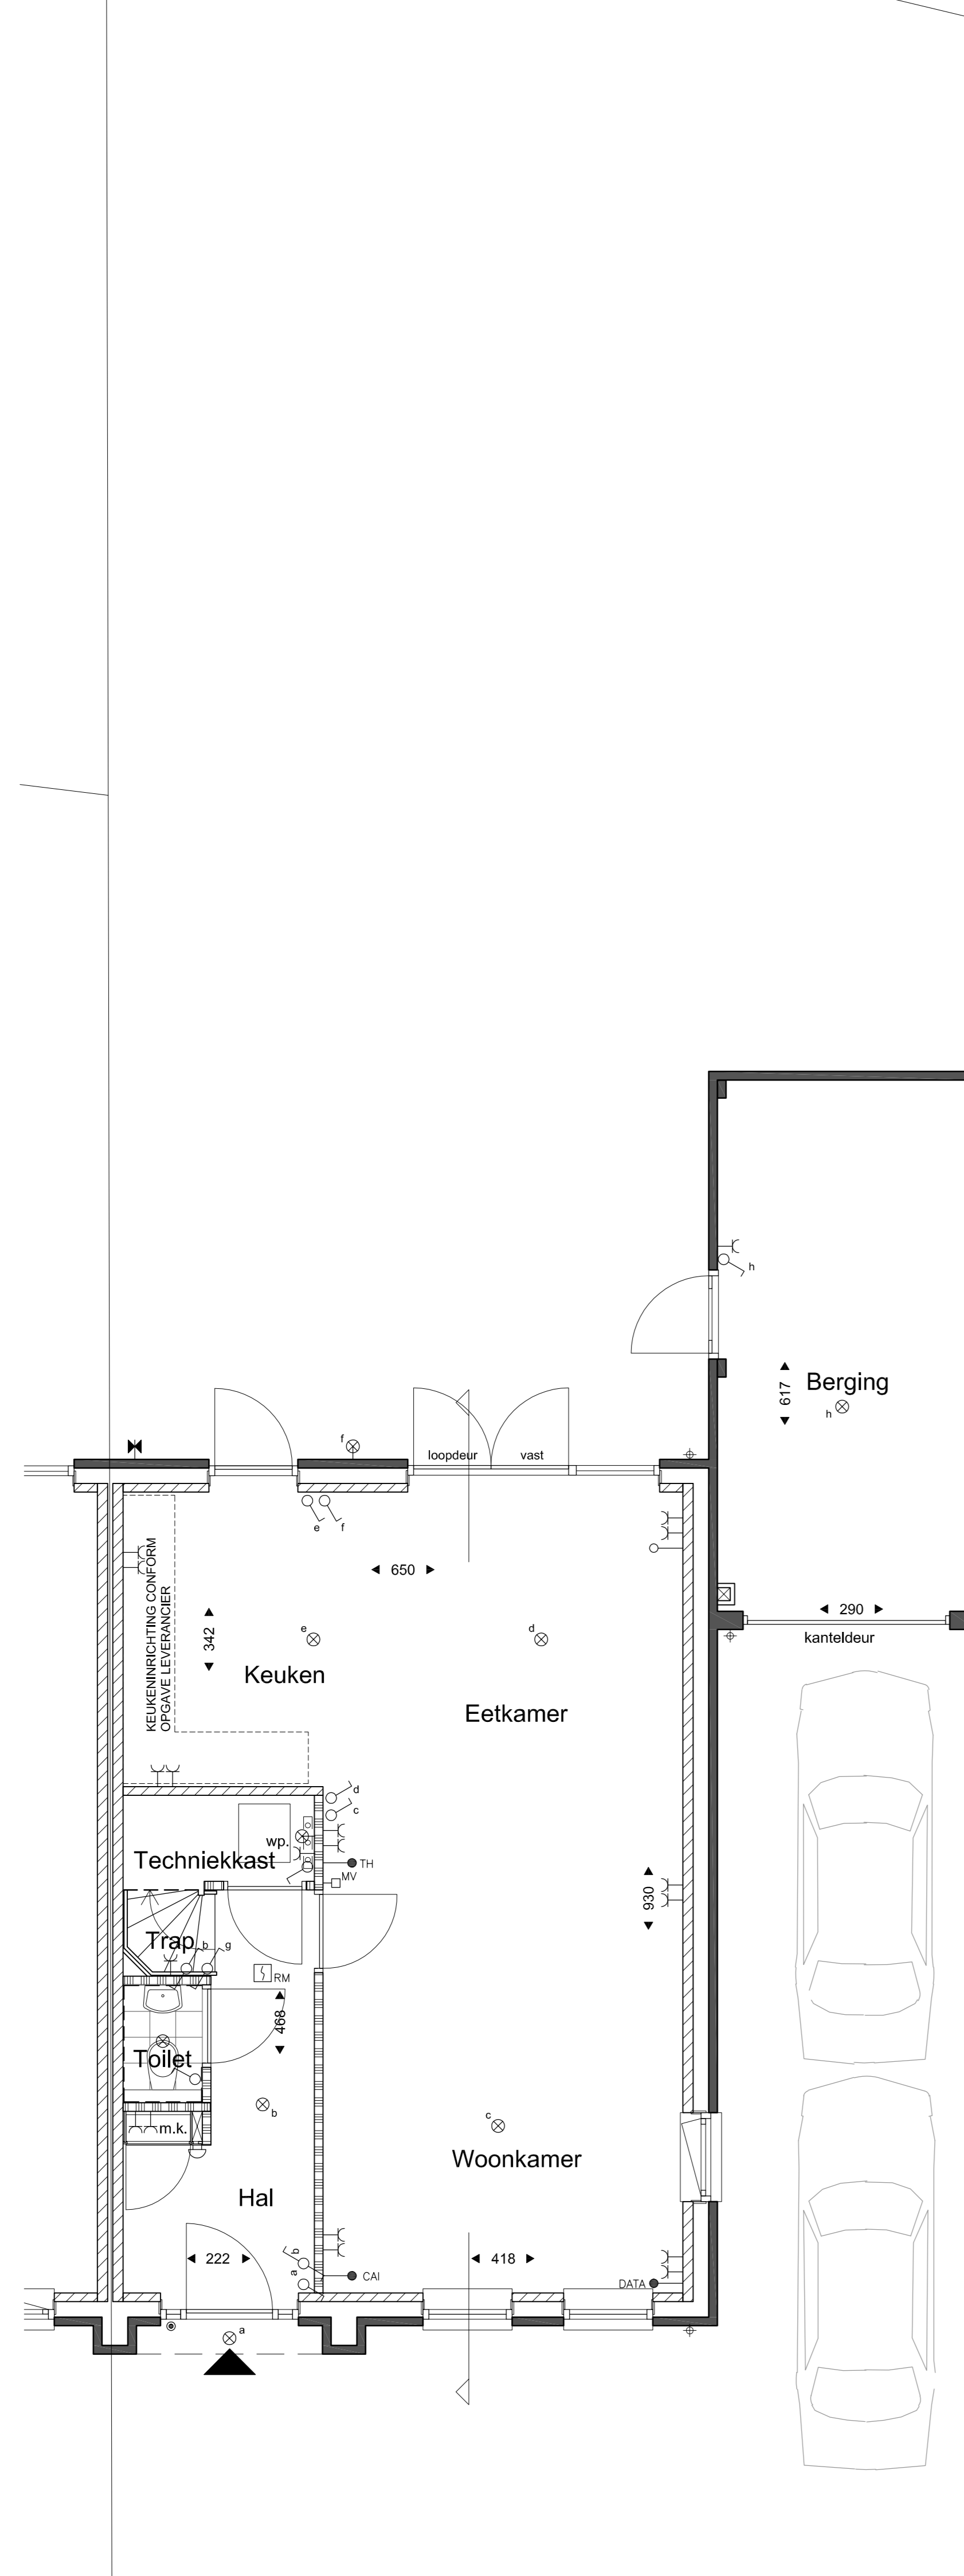 h
617
Berging
h
f
loopdeur
vast
e
f
650
KEUKENINRICHTING CONFORM
OPGAVE LEVERANCIER
342
e
d
Keuken
Eetkamer
290
kanteldeur
d
c
wp.
Techniekkast
TH
MV
930
Trap
b
g
RM
468
Toilet
b
c
m.k.
Woonkamer
Hal
222
b
a
CAI
418
DATA
a